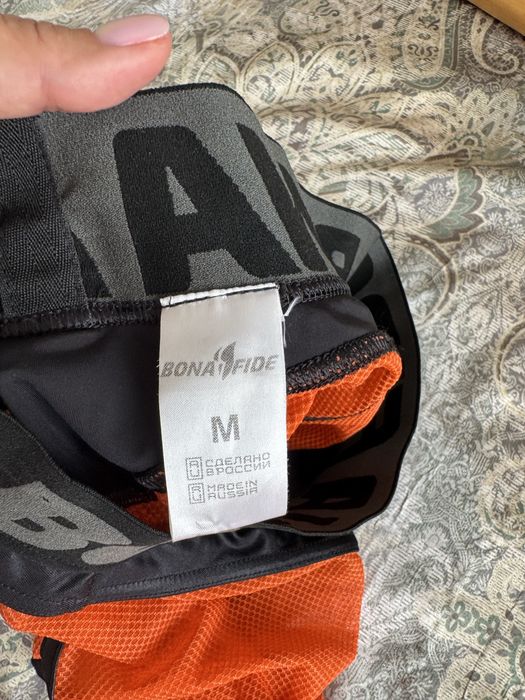 BONA FIDE
M
СДЕЛАНО
В РОССИИ
MADE IN
RUSSIA